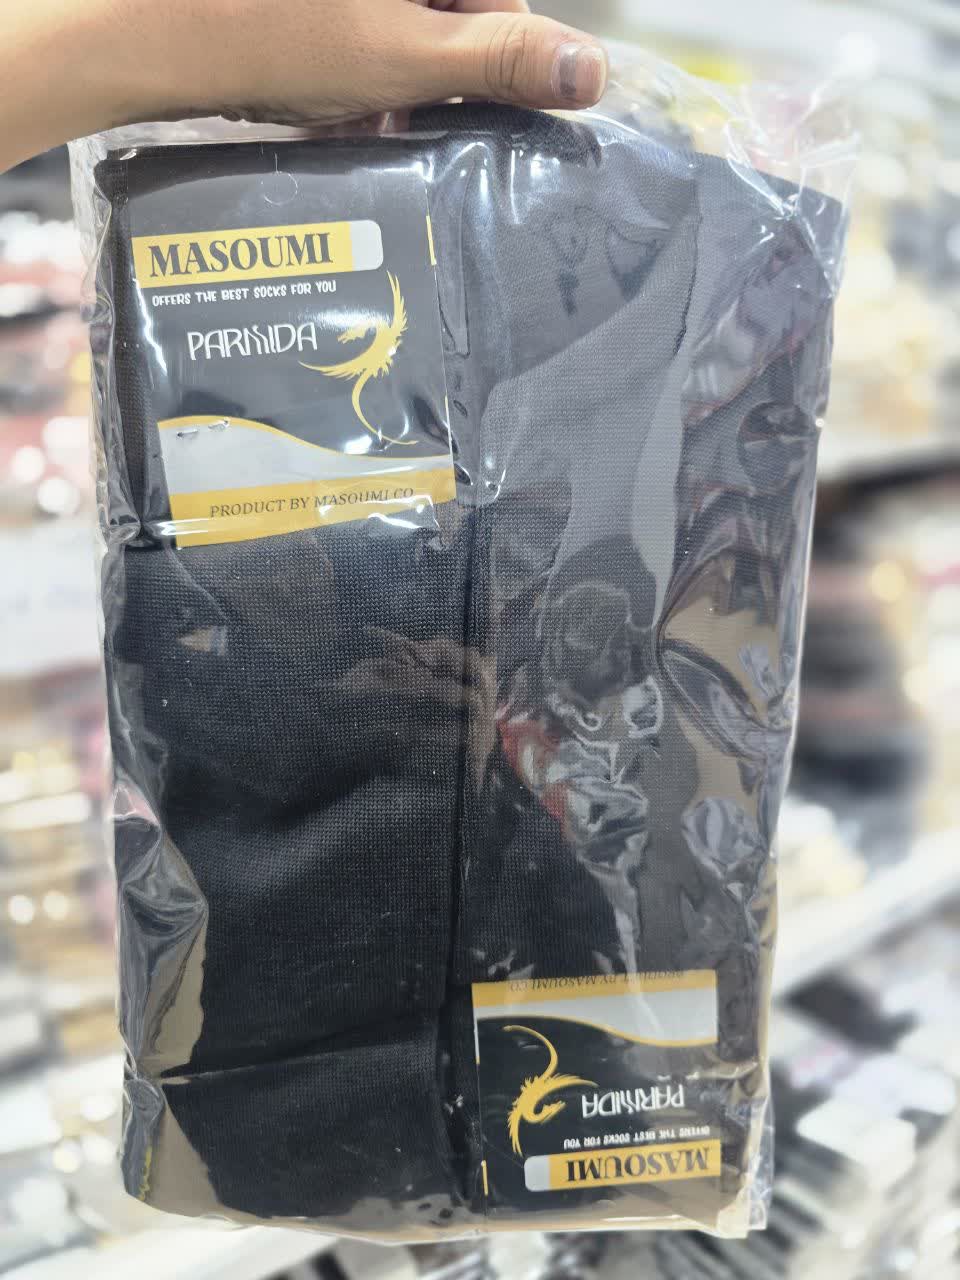 MASOUMI
OFFERS THE BEST SOCKS FOR YOU
PARMIDA
PRODUCT BY MASOUMI CO
PRODUCT BY MASOUMI CO
PARMIDA
OFFERS THE BEST SOCKS FOR YOU
MASOUMI